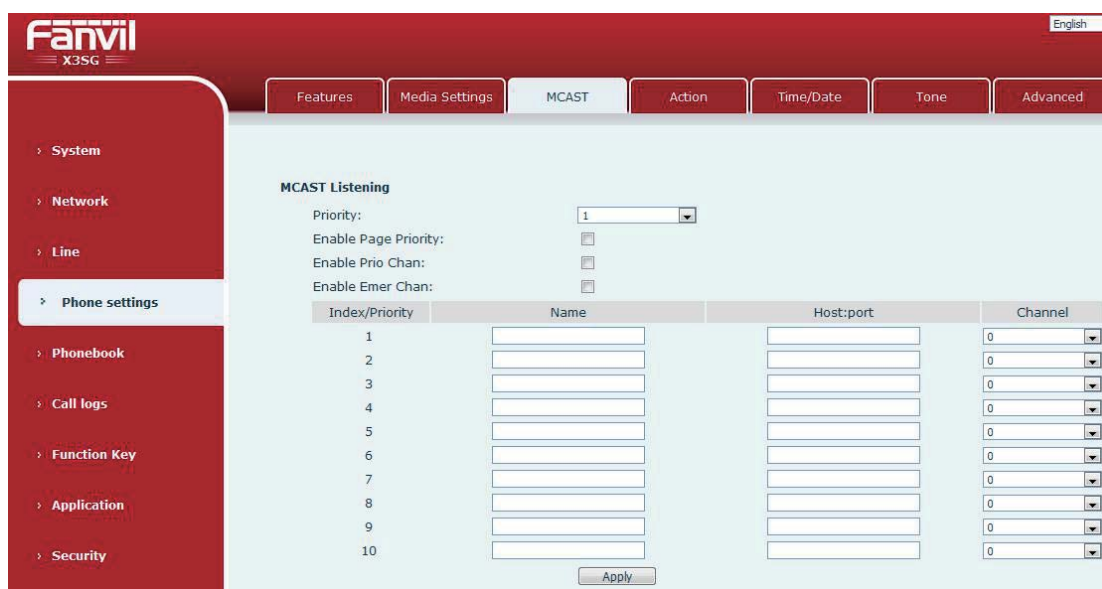 Fanvil
X3SG
English
Features Media Settings MCAST Action Time/Date Tone Advanced
System
Network
Line
Phone settings
Phonebook
Call logs
Function Key
Application
Security
MCAST Listening
Priority: 1
Enable Page Priority:
Enable Prio Chan:
Enable Emer Chan:
Index/Priority Name Host:port Channel
1 0
2 0
3 0
4 0
5 0
6 0
7 0
8 0
9 0
10 0
Apply